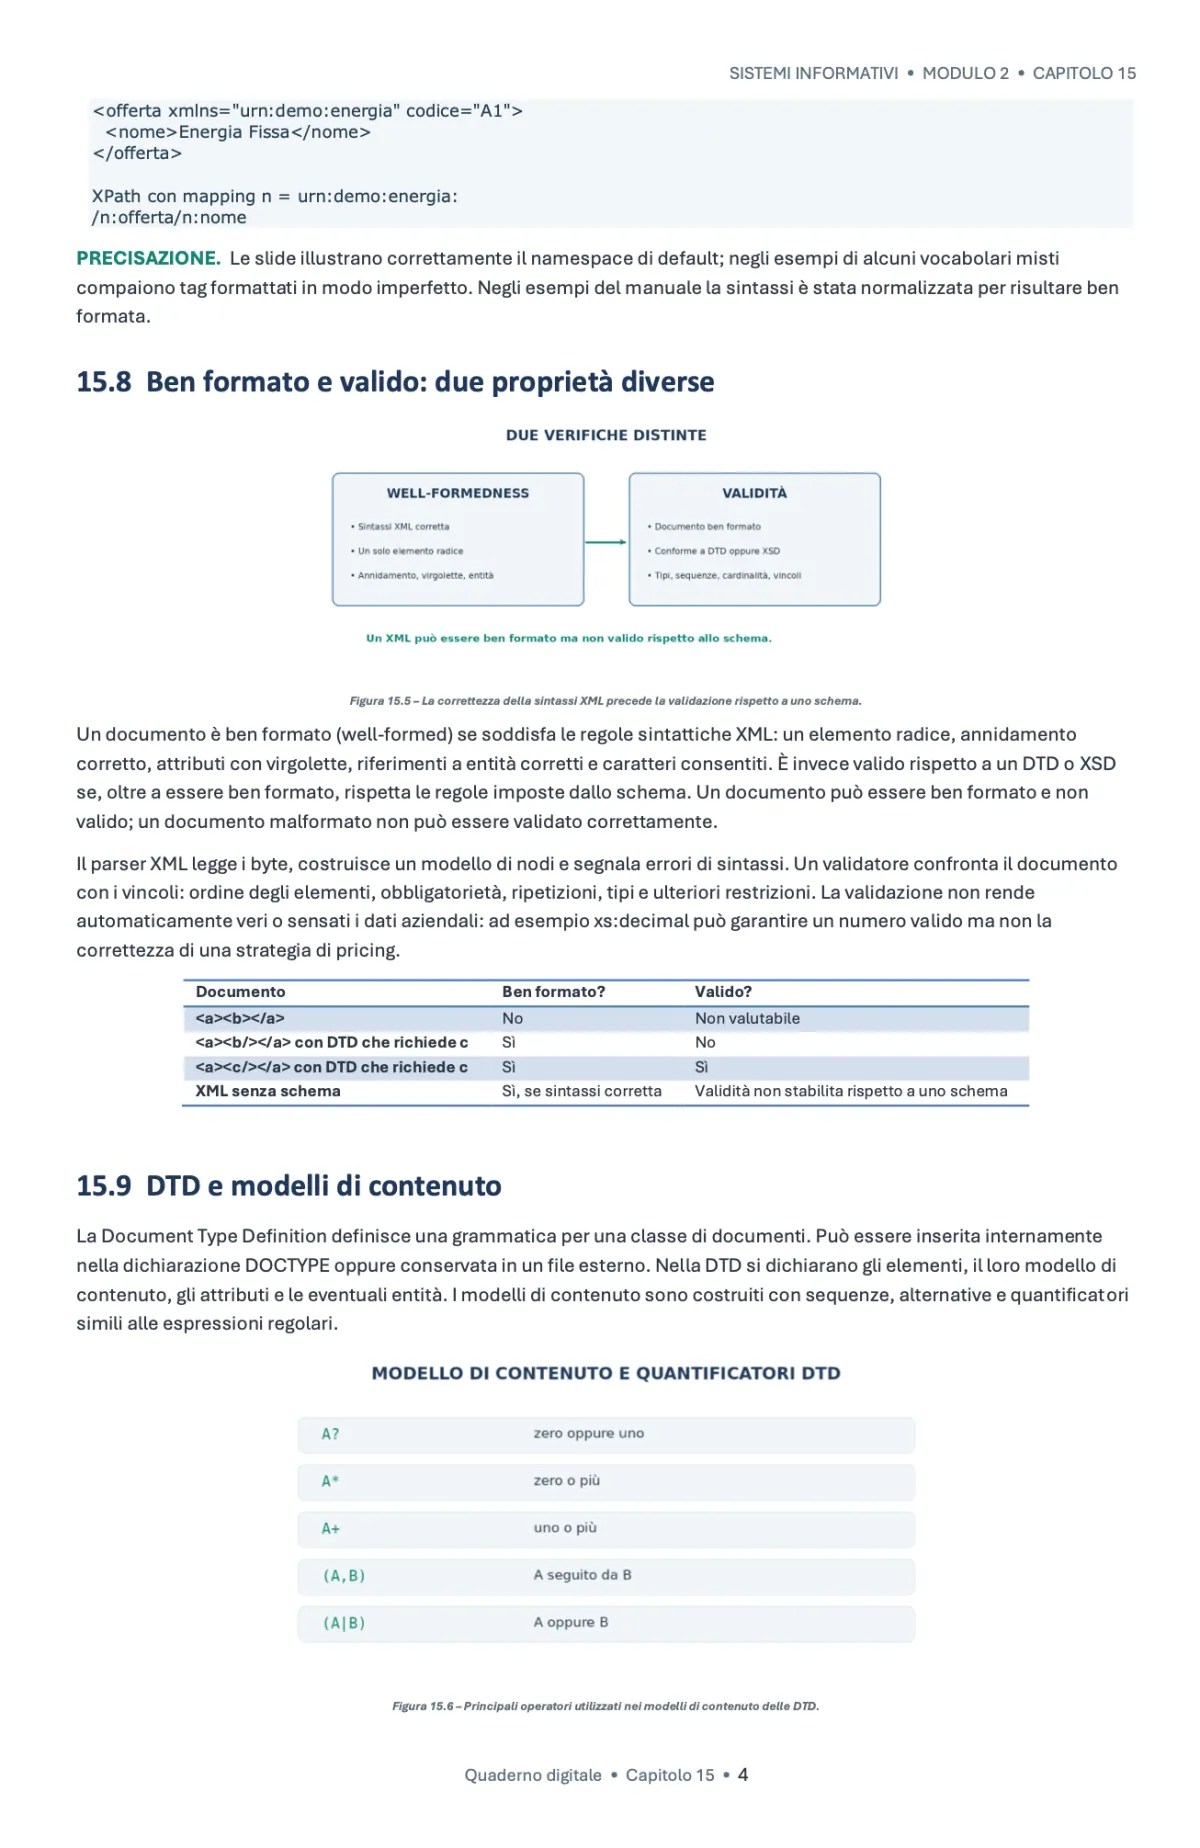 SISTEMI INFORMATIVI • MODULO 2 • CAPITOLO 15
<offerta xmlns="urn:demo:energia" codice="A1">
  <nome>Energia Fissa</nome>
</offerta>
XPath con mapping n = urn:demo:energia:
/n:offerta/n:nome
PRECISAZIONE. Le slide illustrano correttamente il namespace di default; negli esempi di alcuni vocabolari misti
compaiono tag formattati in modo imperfetto. Negli esempi del manuale la sintassi è stata normalizzata per risultare ben
formata.
15.8 Ben formato e valido: due proprietà diverse
DUE VERIFICHE DISTINTE
WELL-FORMEDNESS
• Sintassi XML corretta
• Un solo elemento radice
• Annidamento, virgolette, entità
VALIDITÀ
• Documento ben formato
• Conforme a DTD oppure XSD
• Tipi, sequenze, cardinalità, vincoli
Un XML può essere ben formato ma non valido rispetto allo schema.
Figura 15.5 – La correttezza della sintassi XML precede la validazione rispetto a uno schema.
Un documento è ben formato (well-formed) se soddisfa le regole sintattiche XML: un elemento radice, annidamento
corretto, attributi con virgolette, riferimenti a entità corretti e caratteri consentiti. È invece valido rispetto a un DTD o XSD
se, oltre a essere ben formato, rispetta le regole imposte dallo schema. Un documento può essere ben formato e non
valido; un documento malformato non può essere validato correttamente.
Il parser XML legge i byte, costruisce un modello di nodi e segnala errori di sintassi. Un validatore confronta il documento
con i vincoli: ordine degli elementi, obbligatorietà, ripetizioni, tipi e ulteriori restrizioni. La validazione non rende
automaticamente veri o sensati i dati aziendali: ad esempio xs:decimal può garantire un numero valido ma non la
correttezza di una strategia di pricing.
Documento Ben formato? Valido?
<a><b></a> No Non valutabile
<a><b/></a> con DTD che richiede c Sì No
<a><c/></a> con DTD che richiede c Sì Sì
XML senza schema Sì, se sintassi corretta Validità non stabilita rispetto a uno schema
15.9 DTD e modelli di contenuto
La Document Type Definition definisce una grammatica per una classe di documenti. Può essere inserita internamente
nella dichiarazione DOCTYPE oppure conservata in un file esterno. Nella DTD si dichiarano gli elementi, il loro modello di
contenuto, gli attributi e le eventuali entità. I modelli di contenuto sono costruiti con sequenze, alternative e quantificatori
simili alle espressioni regolari.
MODELLO DI CONTENUTO E QUANTIFICATORI DTD
A? zero oppure uno
A* zero o più
A+ uno o più
(A,B) A seguito da B
(A|B) A oppure B
Figura 15.6 – Principali operatori utilizzati nei modelli di contenuto delle DTD.
Quaderno digitale • Capitolo 15 • 4